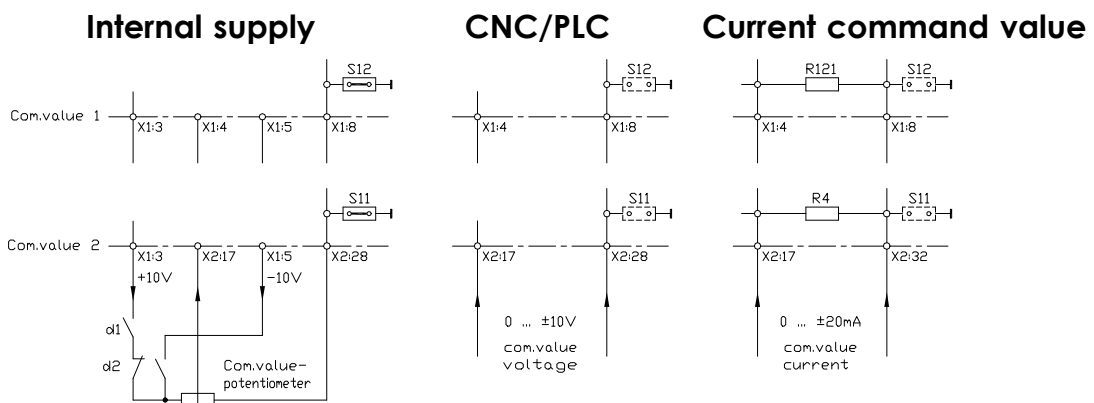 Internal supply CNC/PLC Current command value
S12 S12 R121 S12
Com.value 1
X1:3 X1:4 X1:5 X1:8 X1:4 X1:8 X1:4 X1:8
S11 S11 R4 S11
Com.value 2
X1:3 X2:17 X1:5 X2:28 X2:17 X2:28 X2:17 X2:32
+10V -10V
0 ... ±10V 0 ... ±20mA
d1
com.value com.value
d2 Com.value- voltage current
potentiometer